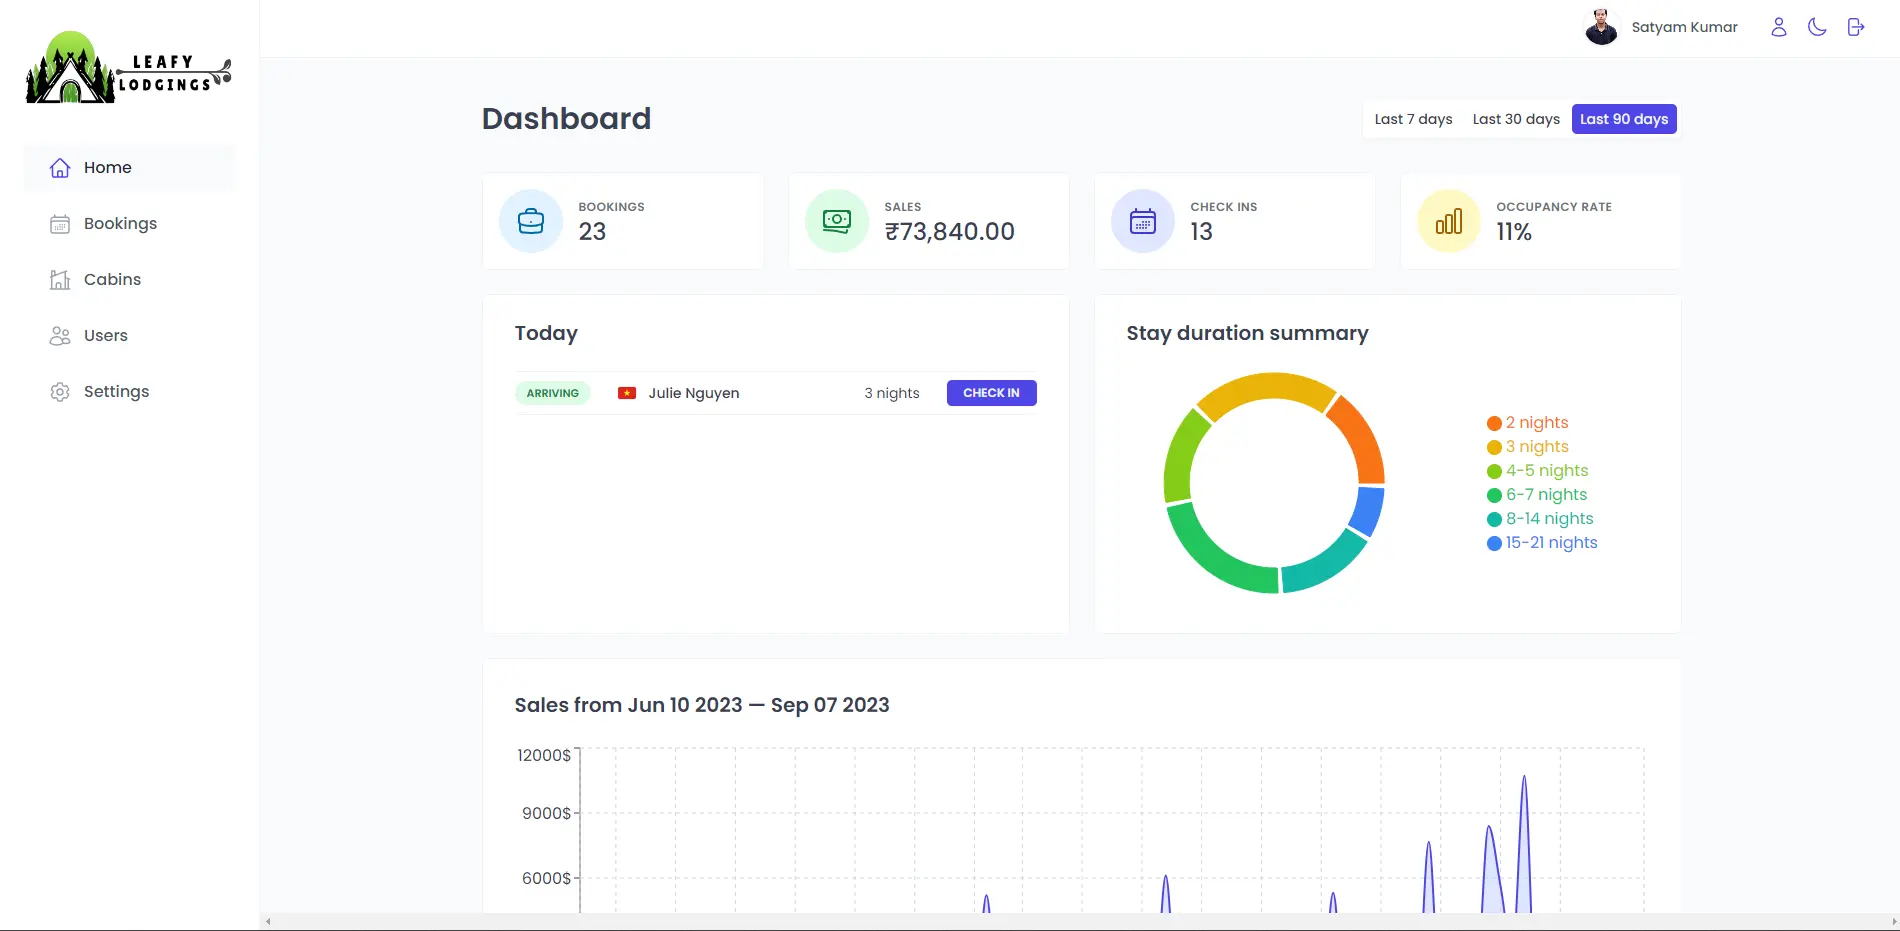 LEAFY
LODGINGS
Satyam Kumar
Home
Bookings
Cabins
Users
Settings
Dashboard
Last 7 days
Last 30 days
Last 90 days
BOOKINGS
23
SALES
₹73,840.00
CHECK INS
13
OCCUPANCY RATE
11%
Today
ARRIVING
Julie Nguyen
3 nights
CHECK IN
Stay duration summary
2 nights
3 nights
4-5 nights
6-7 nights
8-14 nights
15-21 nights
Sales from Jun 10 2023 — Sep 07 2023
12000$
9000$
6000$